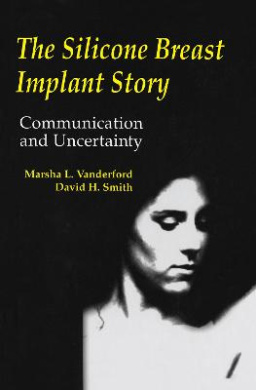 The Silicone Breast
Implant Story
Communication
and Uncertainty
Marsha L. Vanderford
David H. Smith